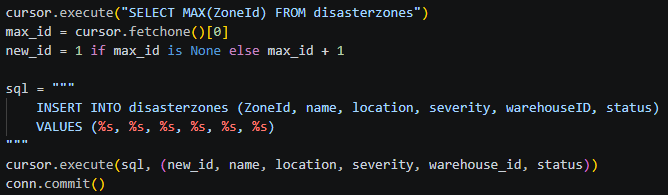 cursor.execute("SELECT MAX(ZoneId) FROM disasterzones")
max_id = cursor.fetchone()[0]
new_id = 1 if max_id is None else max_id + 1

sql = """
    INSERT INTO disasterzones (ZoneId, name, location, severity, warehouseID, status)
    VALUES (%s, %s, %s, %s, %s, %s)
"""
cursor.execute(sql, (new_id, name, location, severity, warehouse_id, status))
conn.commit()